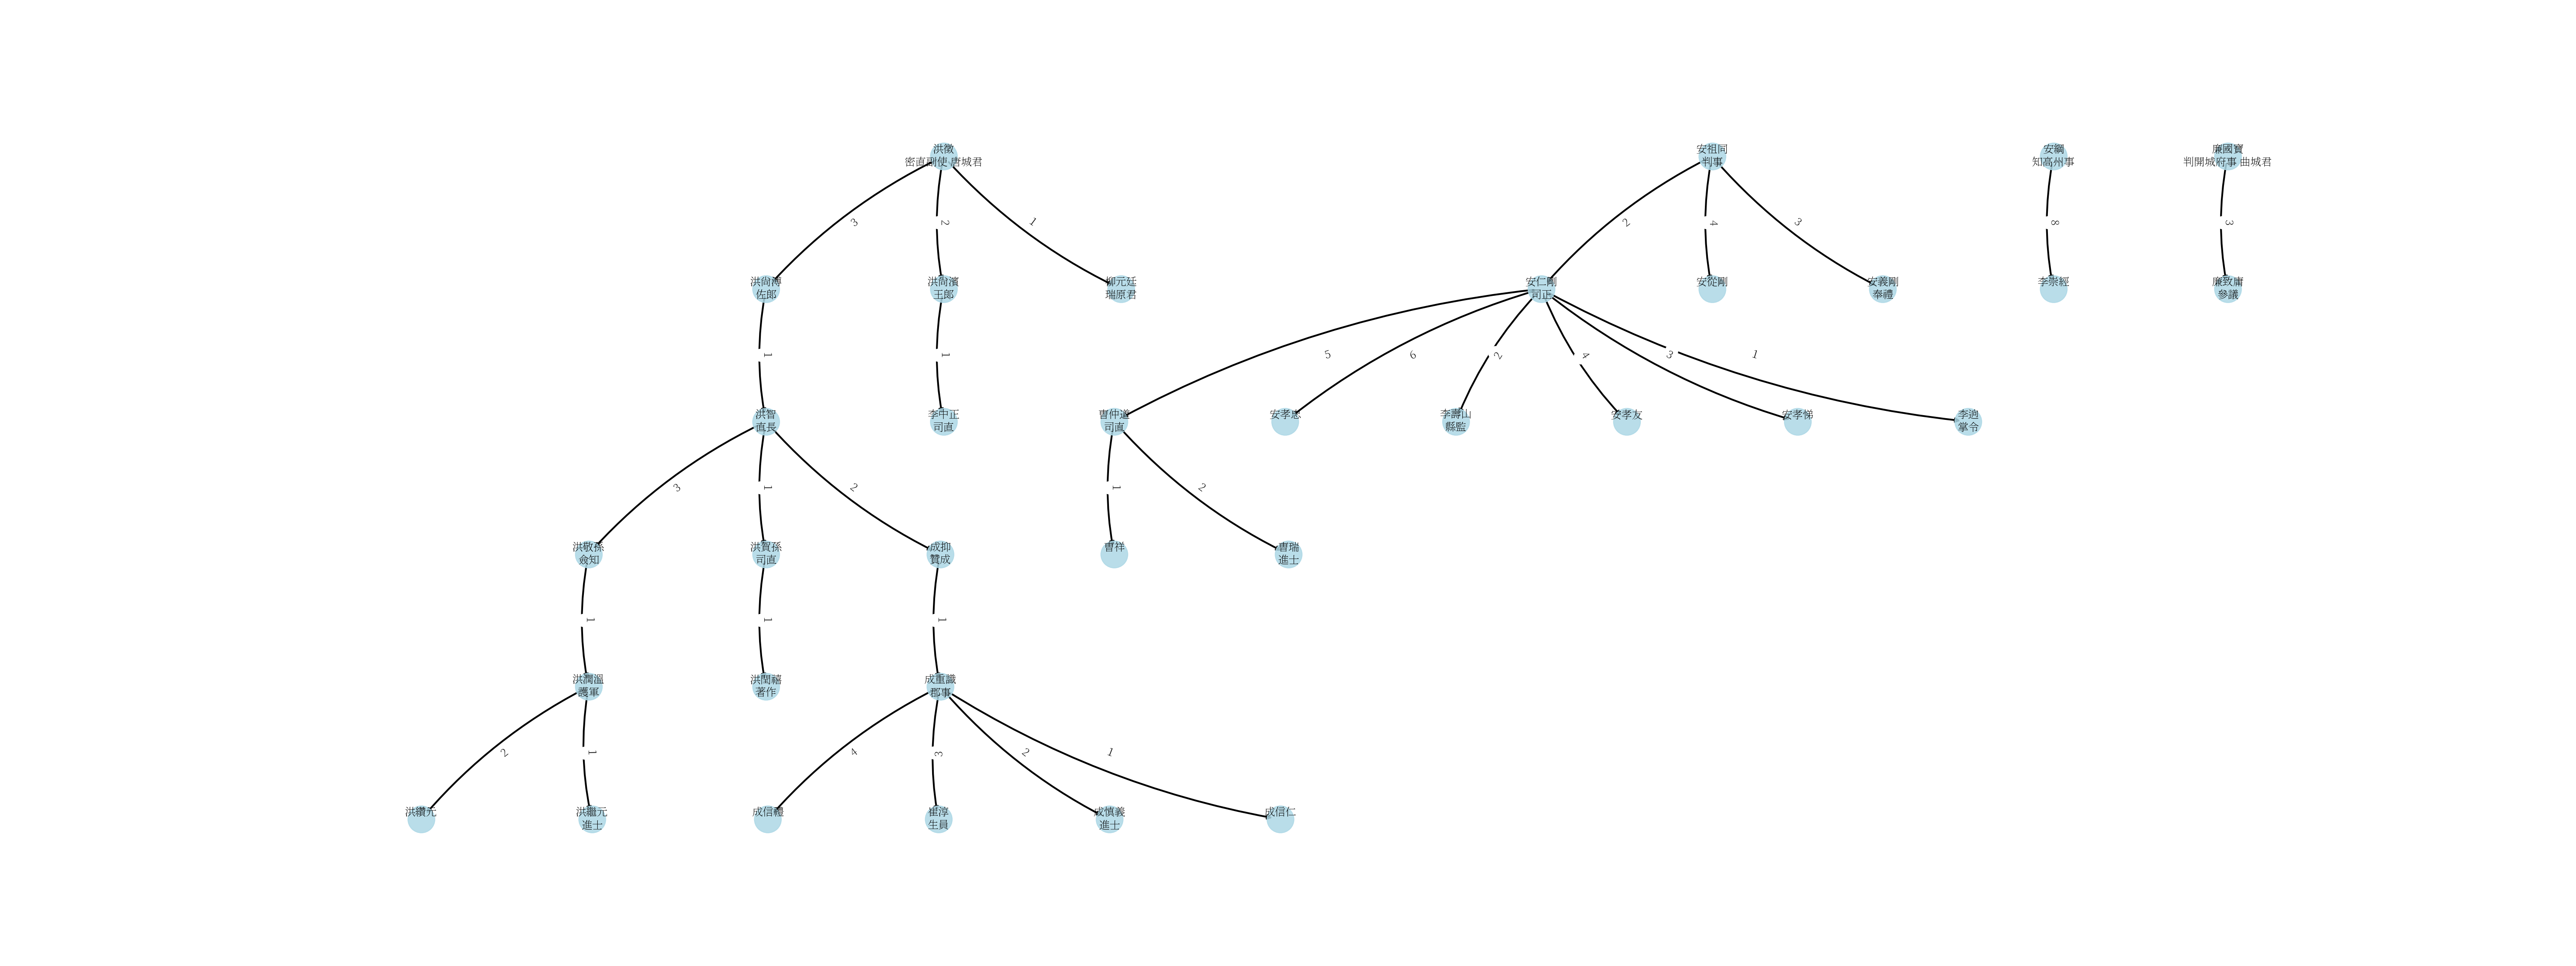 洪徵
密直副使 唐城君
安祖同
判事
安綱
知高州事
廉國寶
判開城府事 曲城君
3
2
1
2
4
3
8
3
洪尙溥
佐郎
洪尙濱
正郎
柳元廷
瑞原君
安仁剛
司正
安從剛
安義剛
奉禮
李崇經
廉致庸
參議
1
1
5
6
2
4
3
1
洪智
直長
李中正
司直
曺仲道
司直
安孝忠
李壽山
縣監
安孝友
安孝悌
李逈
掌令
3
1
2
1
2
洪敬孫
僉知
洪貿孫
司直
成抑
贊成
曺祥
曺瑞
進士
1
1
1
洪潤溫
護軍
洪閏禧
著作
成重識
郡事
2
1
4
3
2
1
洪纘元
洪繼元
進士
成信禮
崔淳
生員
成愼義
進士
成信仁